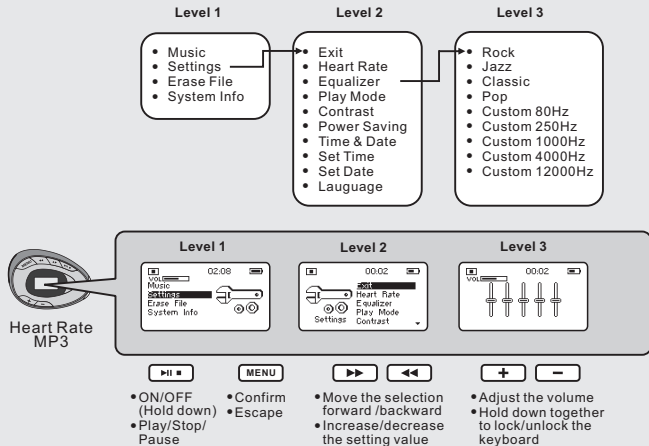 Level 1
Level 2
Level 3
• Music
• Settings
• Erase File
• System Info
• Exit
• Heart Rate
• Equalizer
• Play Mode
• Contrast
• Power Saving
• Time & Date
• Set Time
• Set Date
• Lauguage
• Rock
• Jazz
• Classic
• Pop
• Custom 80Hz
• Custom 250Hz
• Custom 1000Hz
• Custom 4000Hz
• Custom 12000Hz
Heart Rate
MP3
Level 1
02:08
VOL
Music
Settings
Erase File
System Info
Level 2
00:02
Settings
Exit
Heart Rate
Equalizer
Play Mode
Contrast
Level 3
00:02
VOL
• ON/OFF
(Hold down)
• Play/Stop/
Pause
MENU
• Confirm
• Escape
• Move the selection
forward /backward
• Increase/decrease
the setting value
+ −
• Adjust the volume
• Hold down together
to lock/unlock the
keyboard